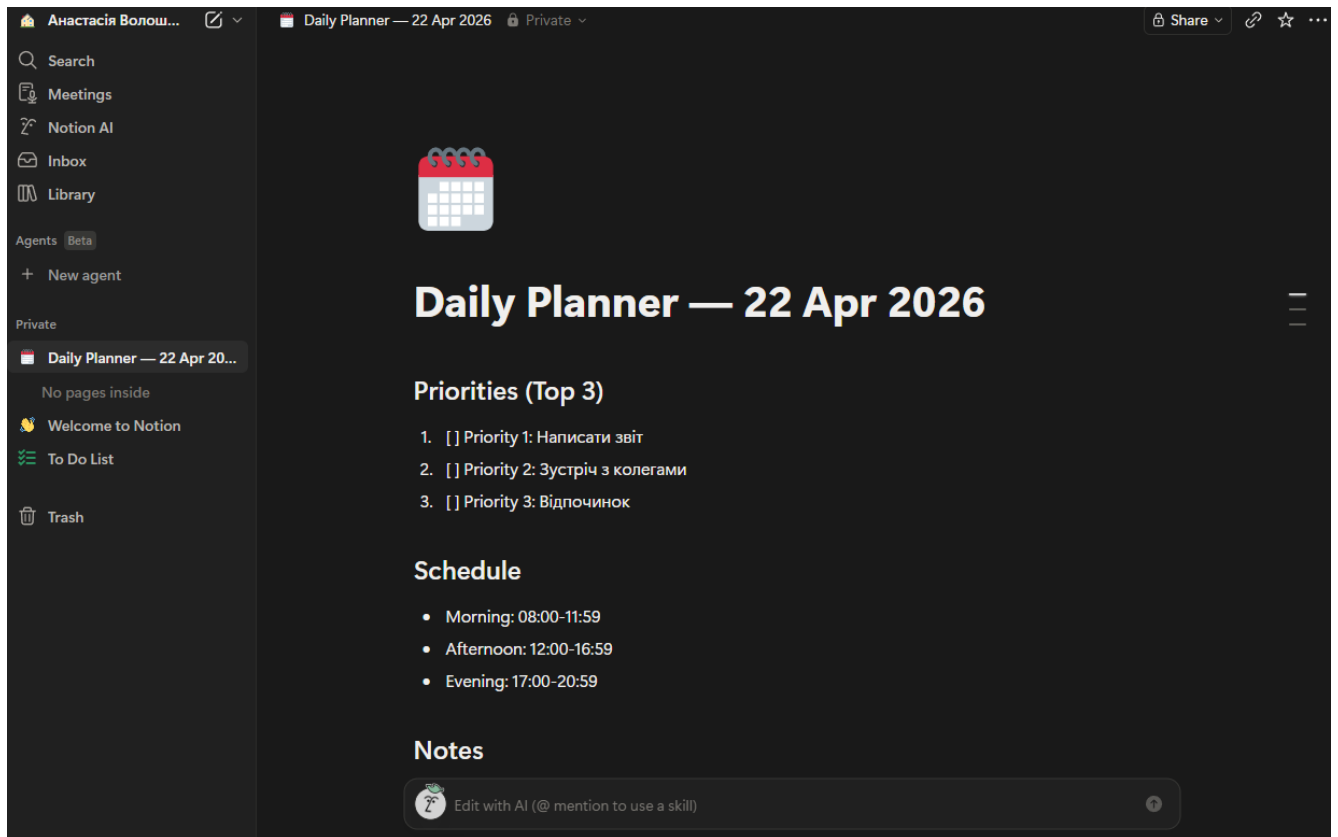 Анастасія Волош...
Daily Planner — 22 Apr 2026
Private
Share
Search
Meetings
Notion AI
Inbox
Library
Agents Beta
New agent
Private
Daily Planner — 22 Apr 20...
No pages inside
Welcome to Notion
To Do List
Trash
Daily Planner — 22 Apr 2026
Priorities (Top 3)
1. [ ] Priority 1: Написати звіт
2. [ ] Priority 2: Зустріч з колегами
3. [ ] Priority 3: Відпочинок
Schedule
• Morning: 08:00-11:59
• Afternoon: 12:00-16:59
• Evening: 17:00-20:59
Notes
Edit with AI (@ mention to use a skill)